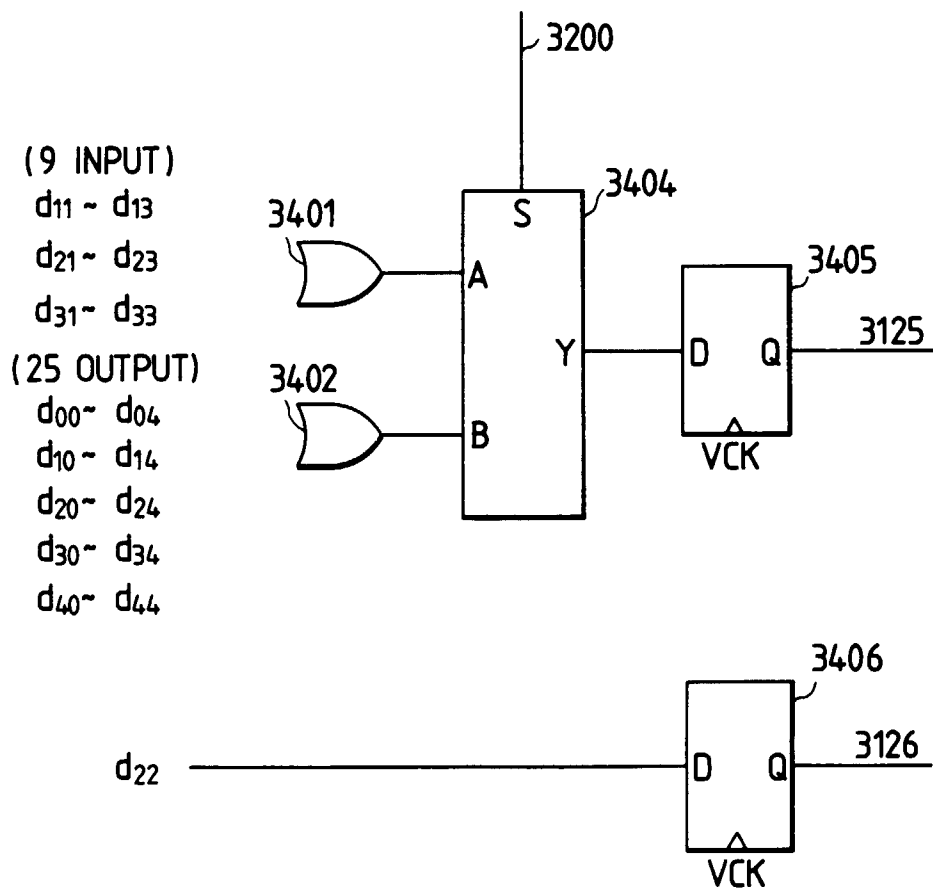 3200
(9 INPUT)
d11 ~ d13
d21 ~ d23
d31 ~ d33
(25 OUTPUT)
d00 ~ d04
d10 ~ d14
d20 ~ d24
d30 ~ d34
d40 ~ d44
3401
3402
S
A
B
Y
3404
3405
D Q
VCK
3125
d22
3406
D Q
VCK
3126